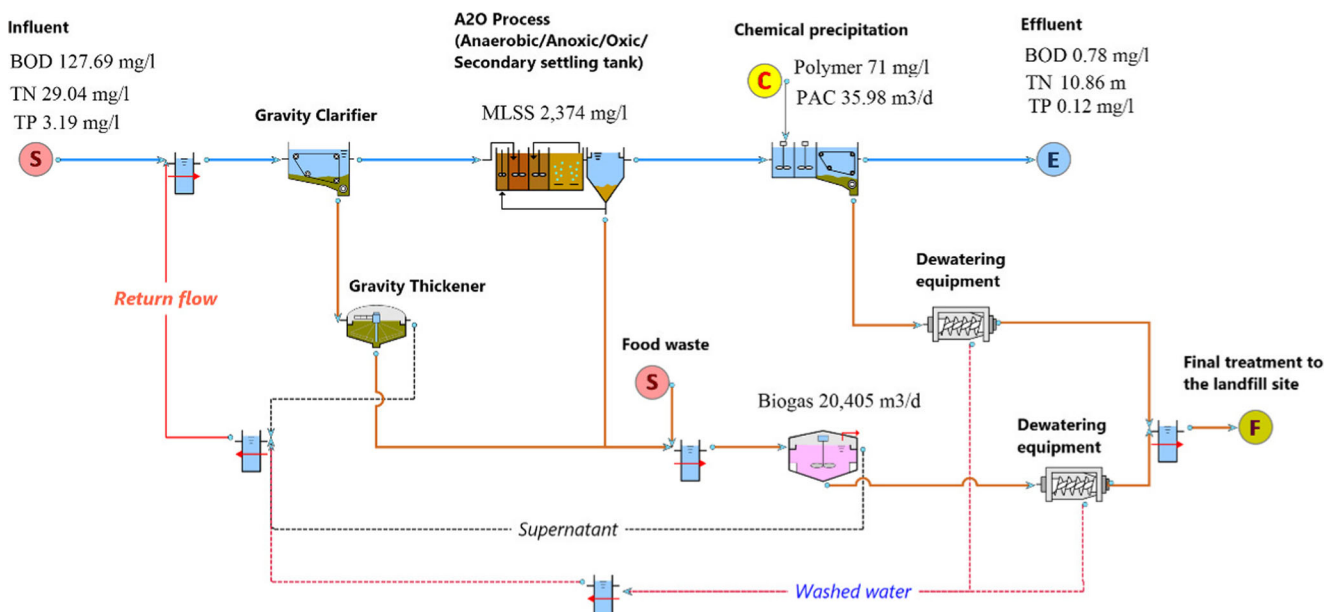 Influent
BOD 127.69 mg/l
TN 29.04 mg/l
TP 3.19 mg/l
S
Gravity Clarifier
A2O Process
(Anaerobic/Anoxic/Oxic/
Secondary settling tank)
MLSS 2,374 mg/l
Chemical precipitation
C
Polymer 71 mg/l
PAC 35.98 m3/d
Effluent
BOD 0.78 mg/l
TN 10.86 m
TP 0.12 mg/l
E
Return flow
Gravity Thickener
Food waste
S
Biogas 20,405 m3/d
Dewatering
equipment
Dewatering
equipment
Final treatment to
the landfill site
F
Supernatant
Washed water